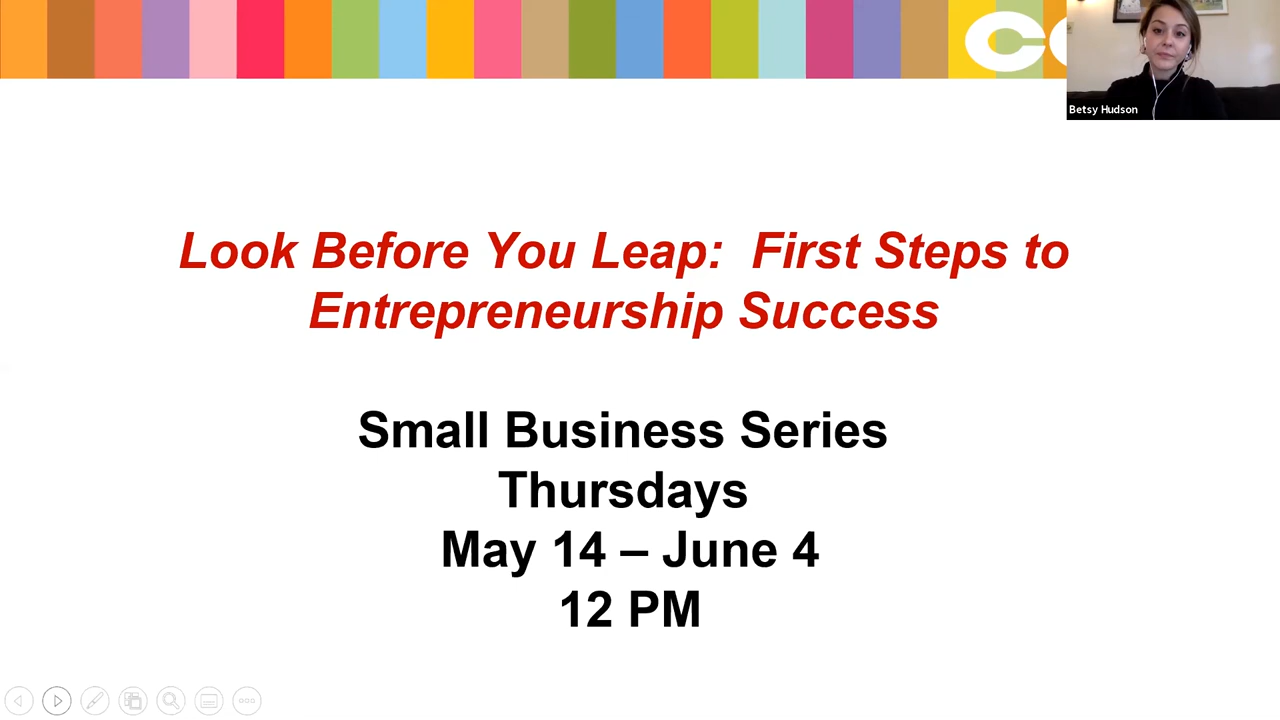 Betsy Hudson
Look Before You Leap: First Steps to
Entrepreneurship Success
Small Business Series
Thursdays
May 14 – June 4
12 PM